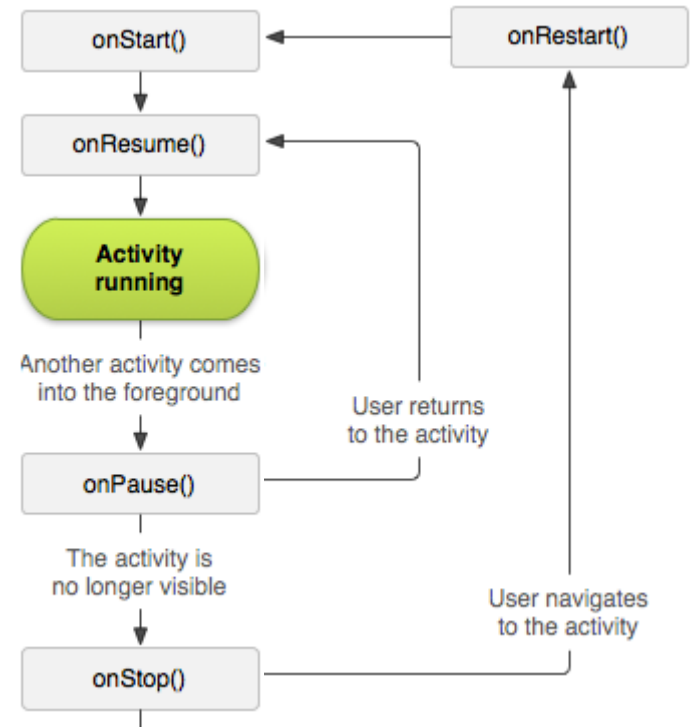 onStart()
onRestart()
onResume()
Activity
running
Another activity comes
into the foreground
User returns
to the activity
onPause()
The activity is
no longer visible
User navigates
to the activity
onStop()